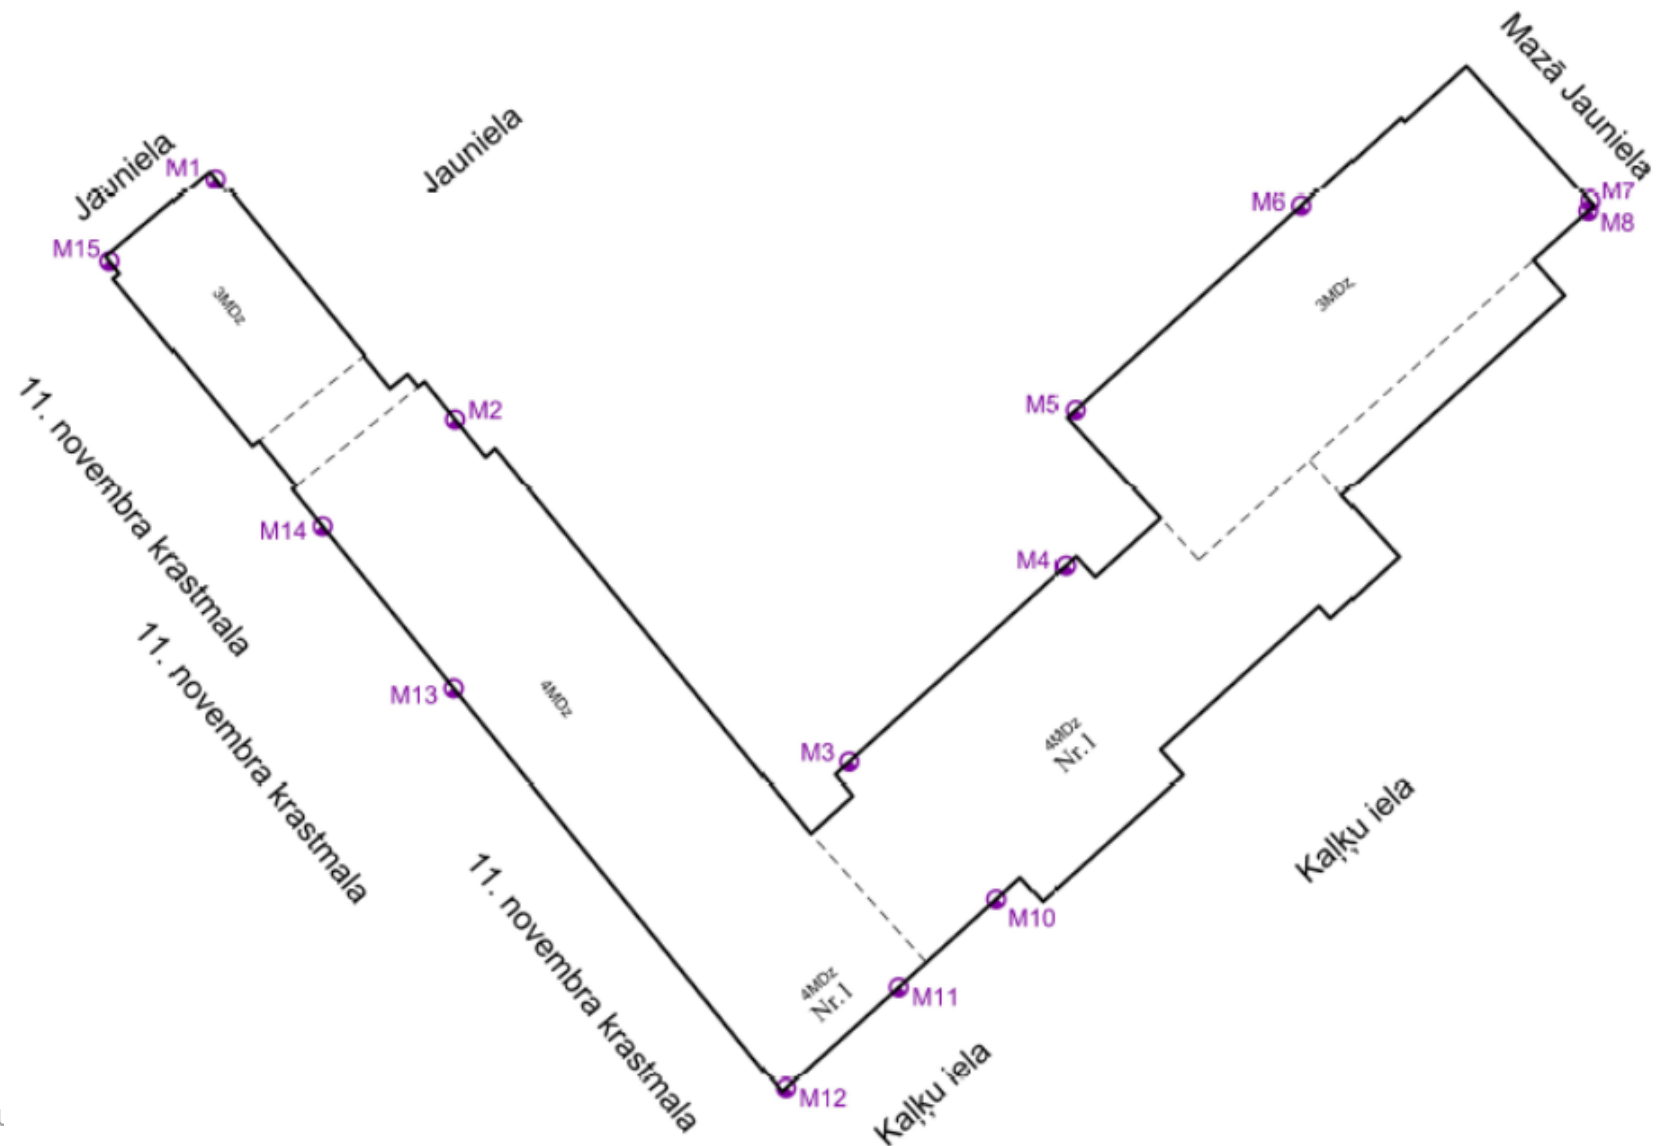 Mazā Jauniela
Jauniela
Jauniela
M1
M15
M7
M6
M8
3MDz
3MDz
M2
M5
11. novembra krastmala
M14
M4
11. novembra krastmala
M13
4MDz
M3
4MDz
Nr.1
Kaļķu iela
11. novembra krastmala
M10
4MDz
Nr.1
M11
Kaļķu iela
M12